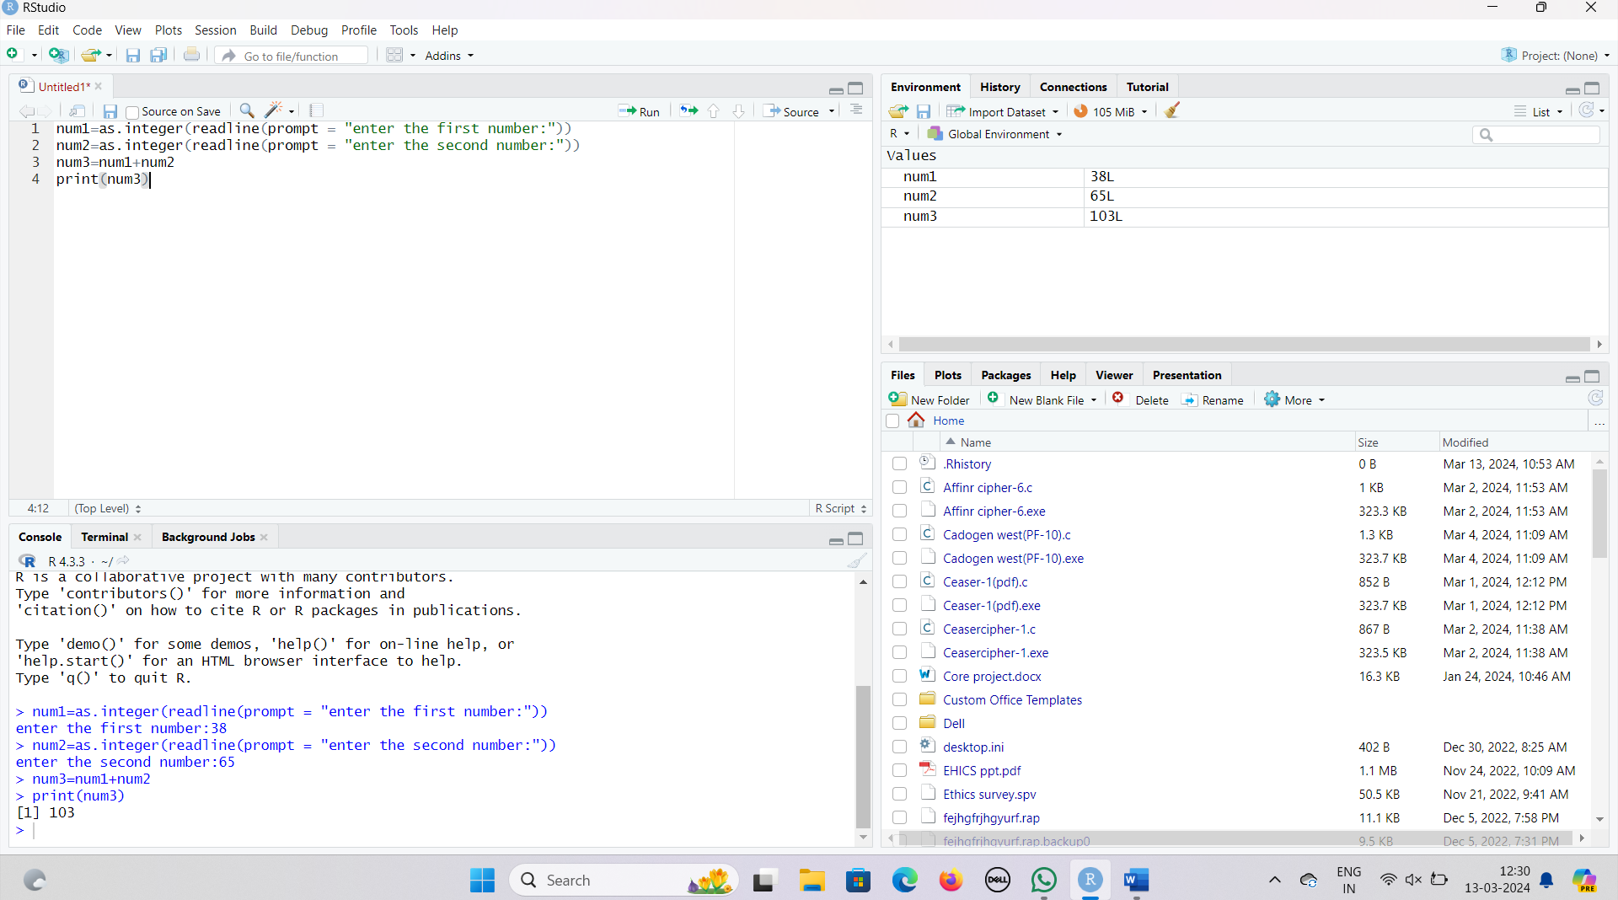 RStudio
File Edit Code View Plots Session Build Debug Profile Tools Help
Go to file/function Addins Project: (None)
Untitled1*
Source on Save Run Source
1 num1=as.integer(readline(prompt = "enter the first number:"))
2 num2=as.integer(readline(prompt = "enter the second number:"))
3 num3=num1+num2
4 print(num3)
4:12 (Top Level) R Script
Console Terminal Background Jobs
R 4.3.3 · ~/
R is a collaborative project with many contributors.
Type 'contributors()' for more information and
'citation()' on how to cite R or R packages in publications.
Type 'demo()' for some demos, 'help()' for on-line help, or
'help.start()' for an HTML browser interface to help.
Type 'q()' to quit R.
> num1=as.integer(readline(prompt = "enter the first number:"))
enter the first number:38
> num2=as.integer(readline(prompt = "enter the second number:"))
enter the second number:65
> num3=num1+num2
> print(num3)
[1] 103
>
Environment History Connections Tutorial
Import Dataset 105 MiB List
R Global Environment
Values
num1 38L
num2 65L
num3 103L
Files Plots Packages Help Viewer Presentation
New Folder New Blank File Delete Rename More
Home ...
Name Size Modified
.Rhistory 0 B Mar 13, 2024, 10:53 AM
Affinr cipher-6.c 1 KB Mar 2, 2024, 11:53 AM
Affinr cipher-6.exe 323.3 KB Mar 2, 2024, 11:53 AM
Cadogen west(PF-10).c 1.3 KB Mar 4, 2024, 11:09 AM
Cadogen west(PF-10).exe 323.7 KB Mar 4, 2024, 11:09 AM
Ceaser-1(pdf).c 852 B Mar 1, 2024, 12:12 PM
Ceaser-1(pdf).exe 323.7 KB Mar 1, 2024, 12:12 PM
Ceasercipher-1.c 867 B Mar 2, 2024, 11:38 AM
Ceasercipher-1.exe 323.5 KB Mar 2, 2024, 11:38 AM
Core project.docx 16.3 KB Jan 24, 2024, 10:46 AM
Custom Office Templates
Dell
desktop.ini 402 B Dec 30, 2022, 8:25 AM
EHICS ppt.pdf 1.1 MB Nov 24, 2022, 10:09 AM
Ethics survey.spv 50.5 KB Nov 21, 2022, 9:41 AM
fejhgfrjhgyurf.rap 11.1 KB Dec 5, 2022, 7:58 PM
fejhgfrjhgyurf.rap.backup0 9.5 KB Dec 5, 2022, 7:31 PM
Search DELL ENG 12:30
IN 13-03-2024 PRE